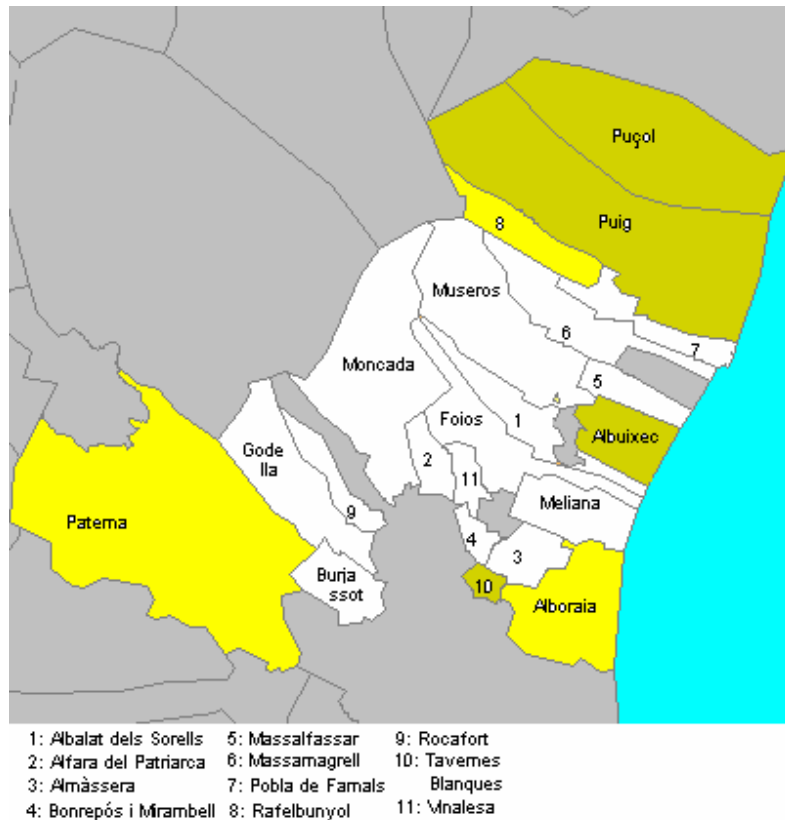 Puçol
Puig
8
Museros
6
7
Moncada
5
Foios
1
Albuixec
Gode
lla
2
11
Meliana
9
Paterna
4
3
Burja
ssot
10
Alboraia
1: Albalat dels Sorells
2: Alfara del Patriarca
3: Almàssera
4: Bonrepós i Mirambell
5: Massalfassar
6: Massamagrell
7: Pobla de Farnals
8: Rafelbunyol
9: Rocafort
10: Tavernes
Blanques
11: Vinalesa